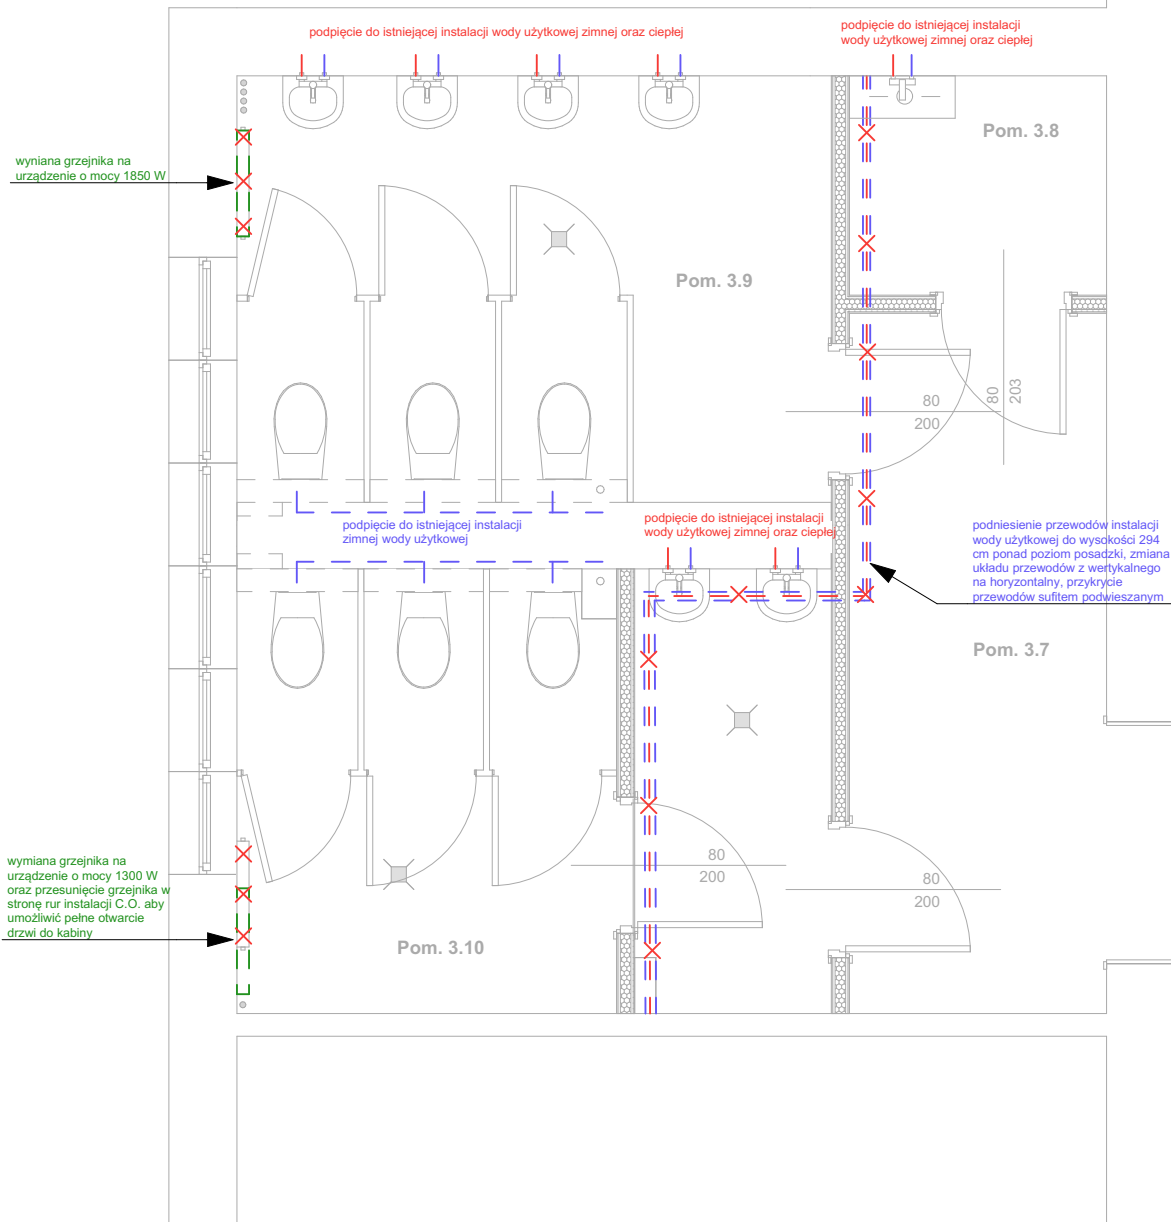 podpięcie do istniejącej instalacji wody użytkowej zimnej oraz ciepłej
podpięcie do istniejącej instalacji
wody użytkowej zimnej oraz ciepłej
Pom. 3.8
wyniana grzejnika na
urządzenie o mocy 1850 W
Pom. 3.9
80
203
80
200
podpięcie do istniejącej instalacji
zimnej wody użytkowej
podpięcie do istniejącej instalacji
wody użytkowej zimnej oraz ciepłej
podniesienie przewodów instalacji
wody użytkowej do wysokości 294
cm ponad poziom posadzki, zmiana
układu przewodów z wertykalnego
na horyzontalny, przykrycie
przewodów sufitem podwieszanym
Pom. 3.7
wymiana grzejnika na
urządzenie o mocy 1300 W
oraz przesunięcie grzejnika w
stronę rur instalacji C.O. aby
umożliwić pełne otwarcie
drzwi do kabiny
80
200
80
200
Pom. 3.10